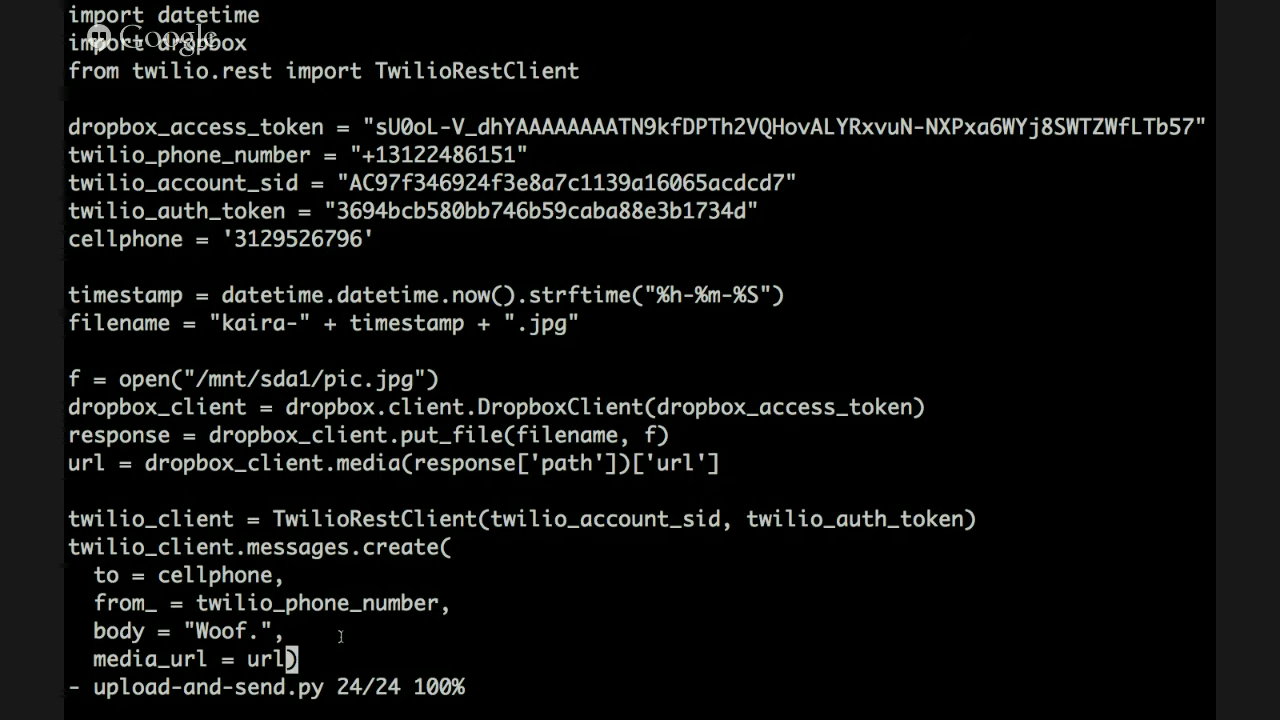 import datetime
Google
import dropbox
from twilio.rest import TwilioRestClient
dropbox_access_token = "sU0oL-V_dhYAAAAAAAATN9kfDPTh2VQHovALYRxvuN-NXPxa6WYj8SWTZWfLTb57"
twilio_phone_number = "+13122486151"
twilio_account_sid = "AC97f346924f3e8a7c1139a16065acdcd7"
twilio_auth_token = "3694bcb580bb746b59caba88e3b1734d"
cellphone = '3129526796'
timestamp = datetime.datetime.now().strftime("%h-%m-%S")
filename = "kaira-" + timestamp + ".jpg"
f = open("/mnt/sda1/pic.jpg")
dropbox_client = dropbox.client.DropboxClient(dropbox_access_token)
response = dropbox_client.put_file(filename, f)
url = dropbox_client.media(response['path'])['url']
twilio_client = TwilioRestClient(twilio_account_sid, twilio_auth_token)
twilio_client.messages.create(
to = cellphone,
from_ = twilio_phone_number,
body = "Woof.",
media_url = url)
- upload-and-send.py 24/24 100%